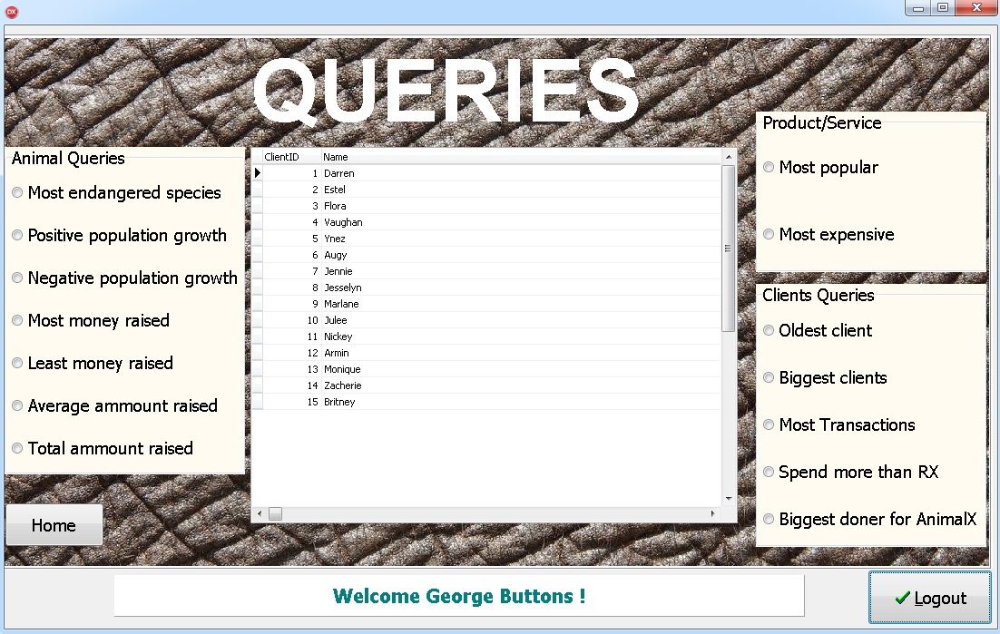 DX
QUERIES
Animal Queries
Most endangered species
Positive population growth
Negative population growth
Most money raised
Least money raised
Average ammount raised
Total ammount raised
ClientID Name
1 Darren
2 Estel
3 Flora
4 Vaughan
5 Ynez
6 Augy
7 Jennie
8 Jesselyn
9 Marlane
10 Julee
11 Nickey
12 Armin
13 Monique
14 Zacherie
15 Britney
Product/Service
Most popular
Most expensive
Clients Queries
Oldest client
Biggest clients
Most Transactions
Spend more than RX
Biggest doner for AnimalX
Home
Welcome George Buttons !
Logout